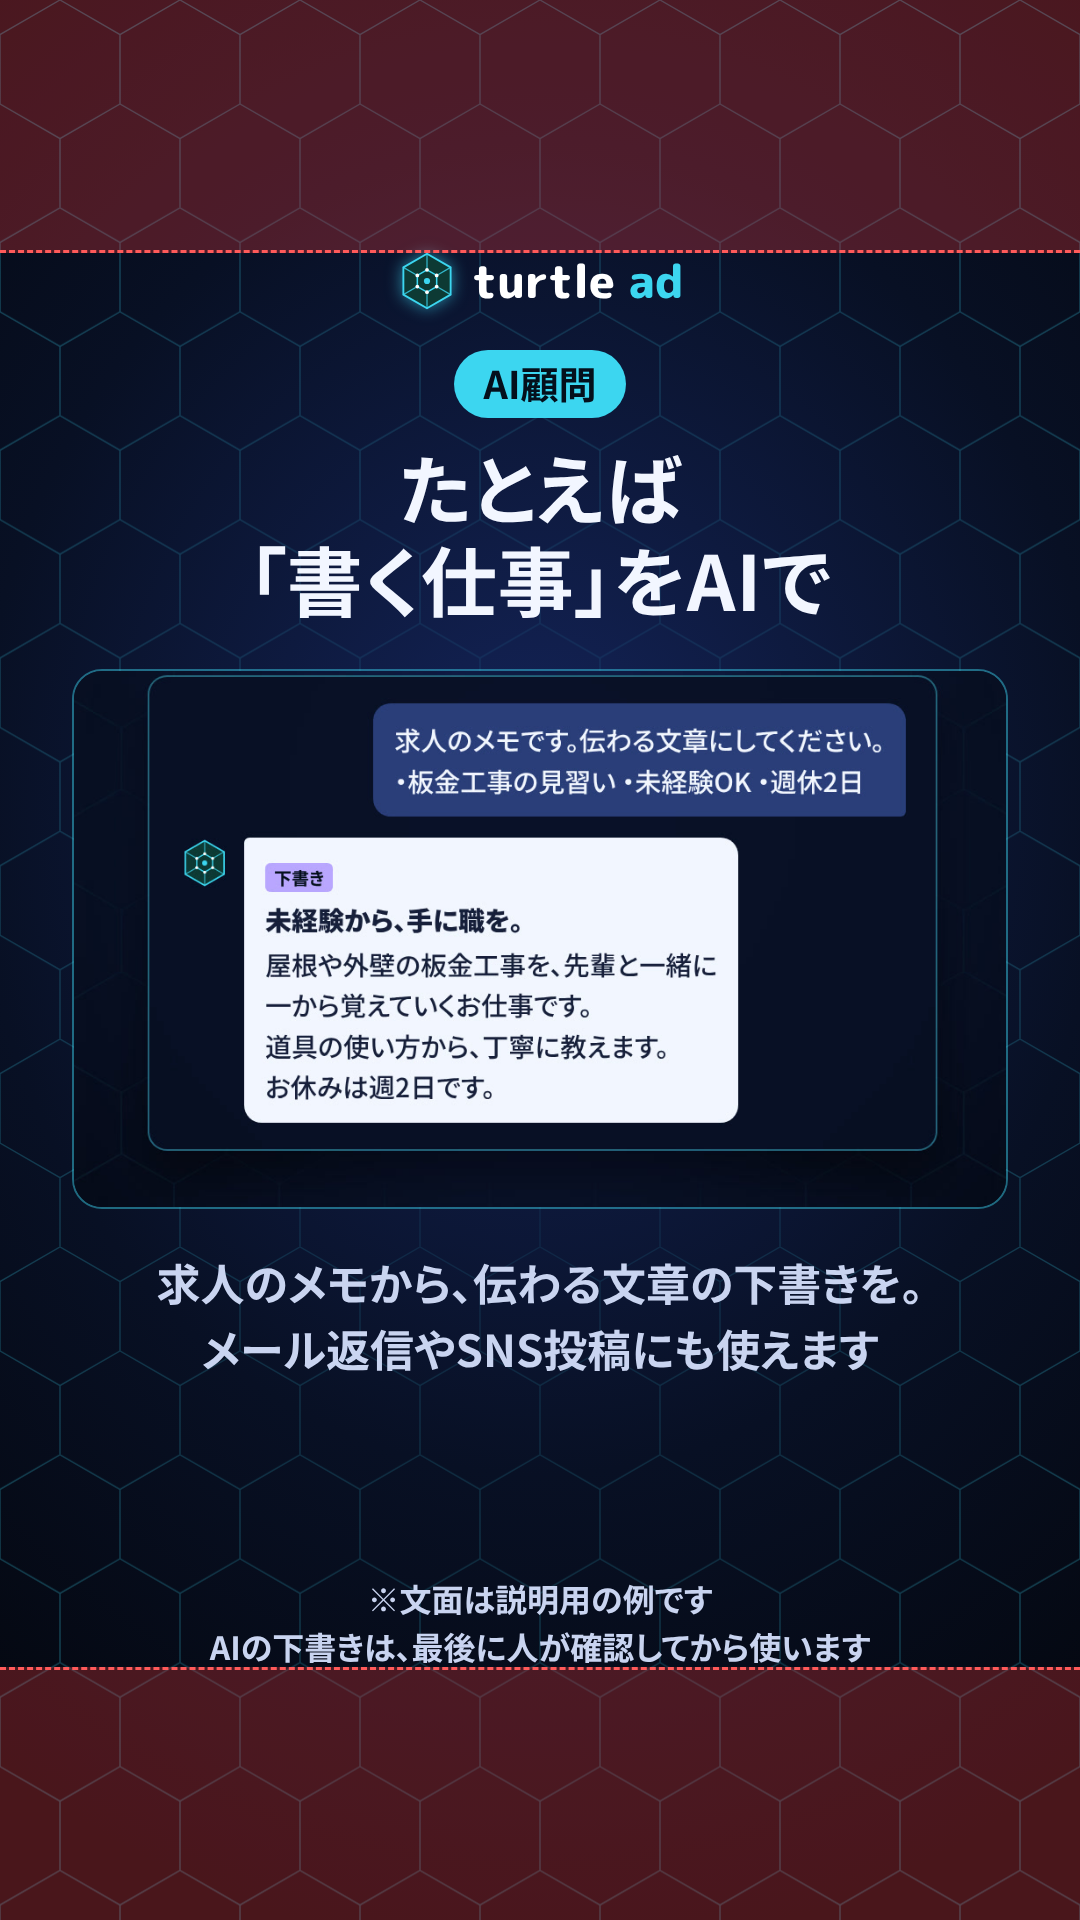 turtle ad
AI顧問
たとえば
「書く仕事」をAIで
求人のメモです。伝わる文章にしてください。
・板金工事の見習い ・未経験OK ・週休2日
下書き
未経験から、手に職を。
屋根や外壁の板金工事を、先輩と一緒に
一から覚えていくお仕事です。
道具の使い方から、丁寧に教えます。
お休みは週2日です。
求人のメモから、伝わる文章の下書きを。
メール返信やSNS投稿にも使えます
※文面は説明用の例です
AIの下書きは、最後に人が確認してから使います